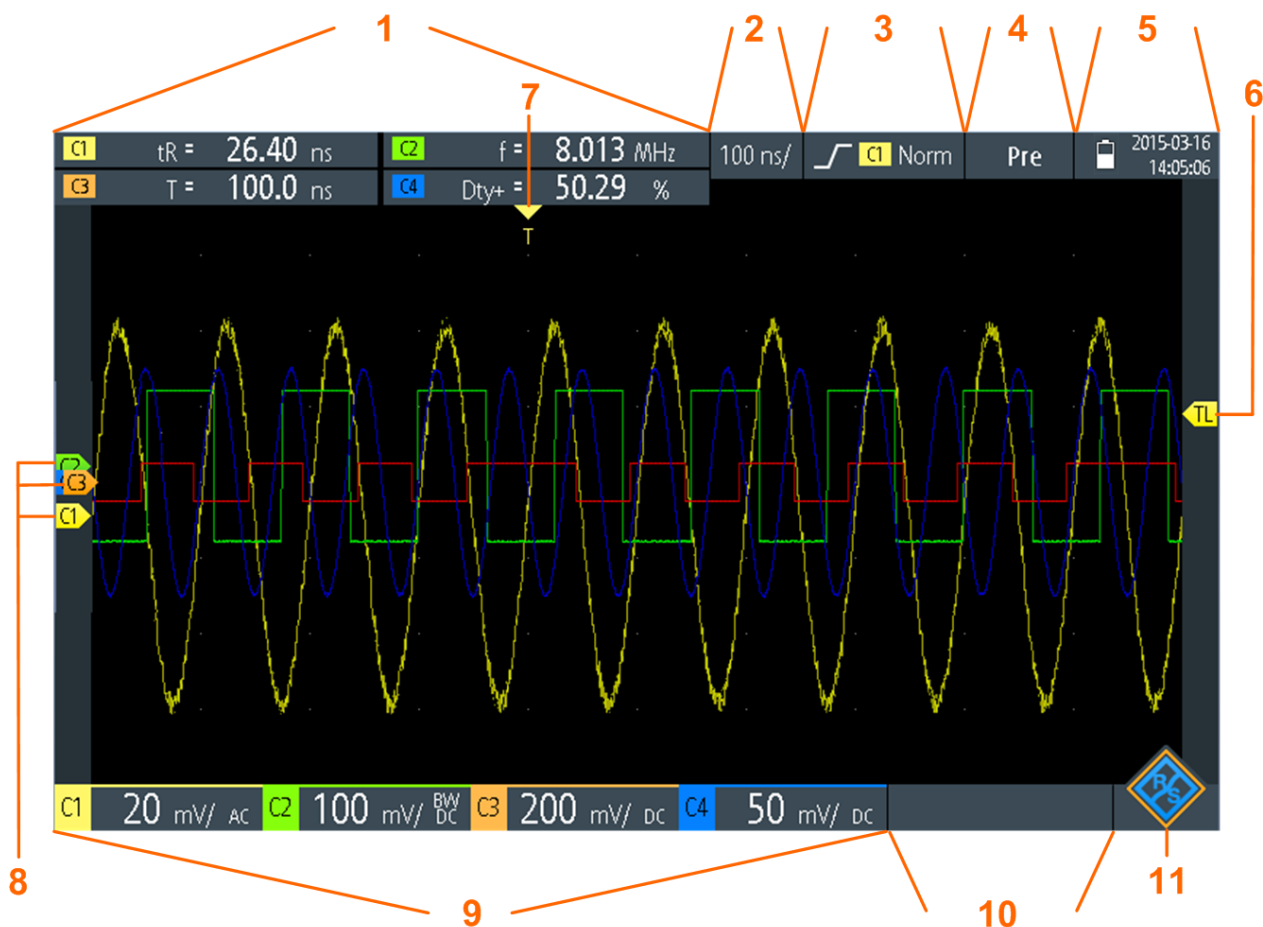 1
2
3
4
5
7
6
C1 tR = 26.40 ns
C2 f = 8.013 MHz
100 ns/
C1 Norm
Pre
2015-03-16
14:05:06
C3 T = 100.0 ns
C4 Dty+ = 50.29 %
T
TL
C2
C3
C1
C1 20 mV/ AC
C2 100 mV/ BW DC
C3 200 mV/ DC
C4 50 mV/ DC
R S
8
9
10
11